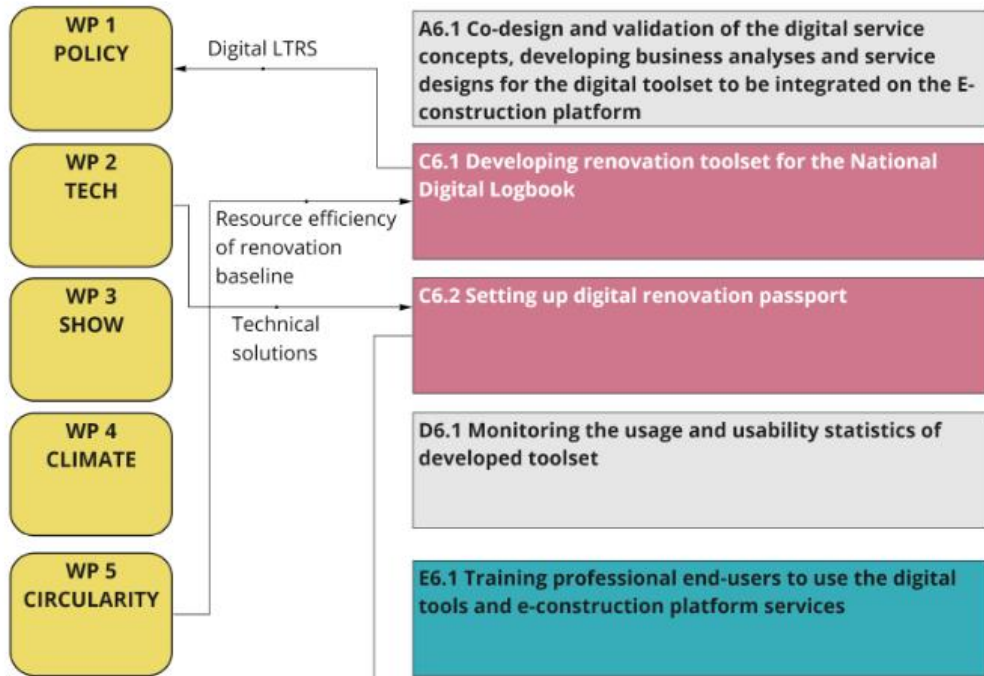 WP 1
POLICY
Digital LTRS
A6.1 Co-design and validation of the digital service
concepts, developing business analyses and service
designs for the digital toolset to be integrated on the E-
construction platform
WP 2
TECH
C6.1 Developing renovation toolset for the National
Digital Logbook
Resource efficiency
of renovation
baseline
WP 3
SHOW
C6.2 Setting up digital renovation passport
Technical
solutions
WP 4
CLIMATE
D6.1 Monitoring the usage and usability statistics of
developed toolset
WP 5
CIRCULARITY
E6.1 Training professional end-users to use the digital
tools and e-construction platform services